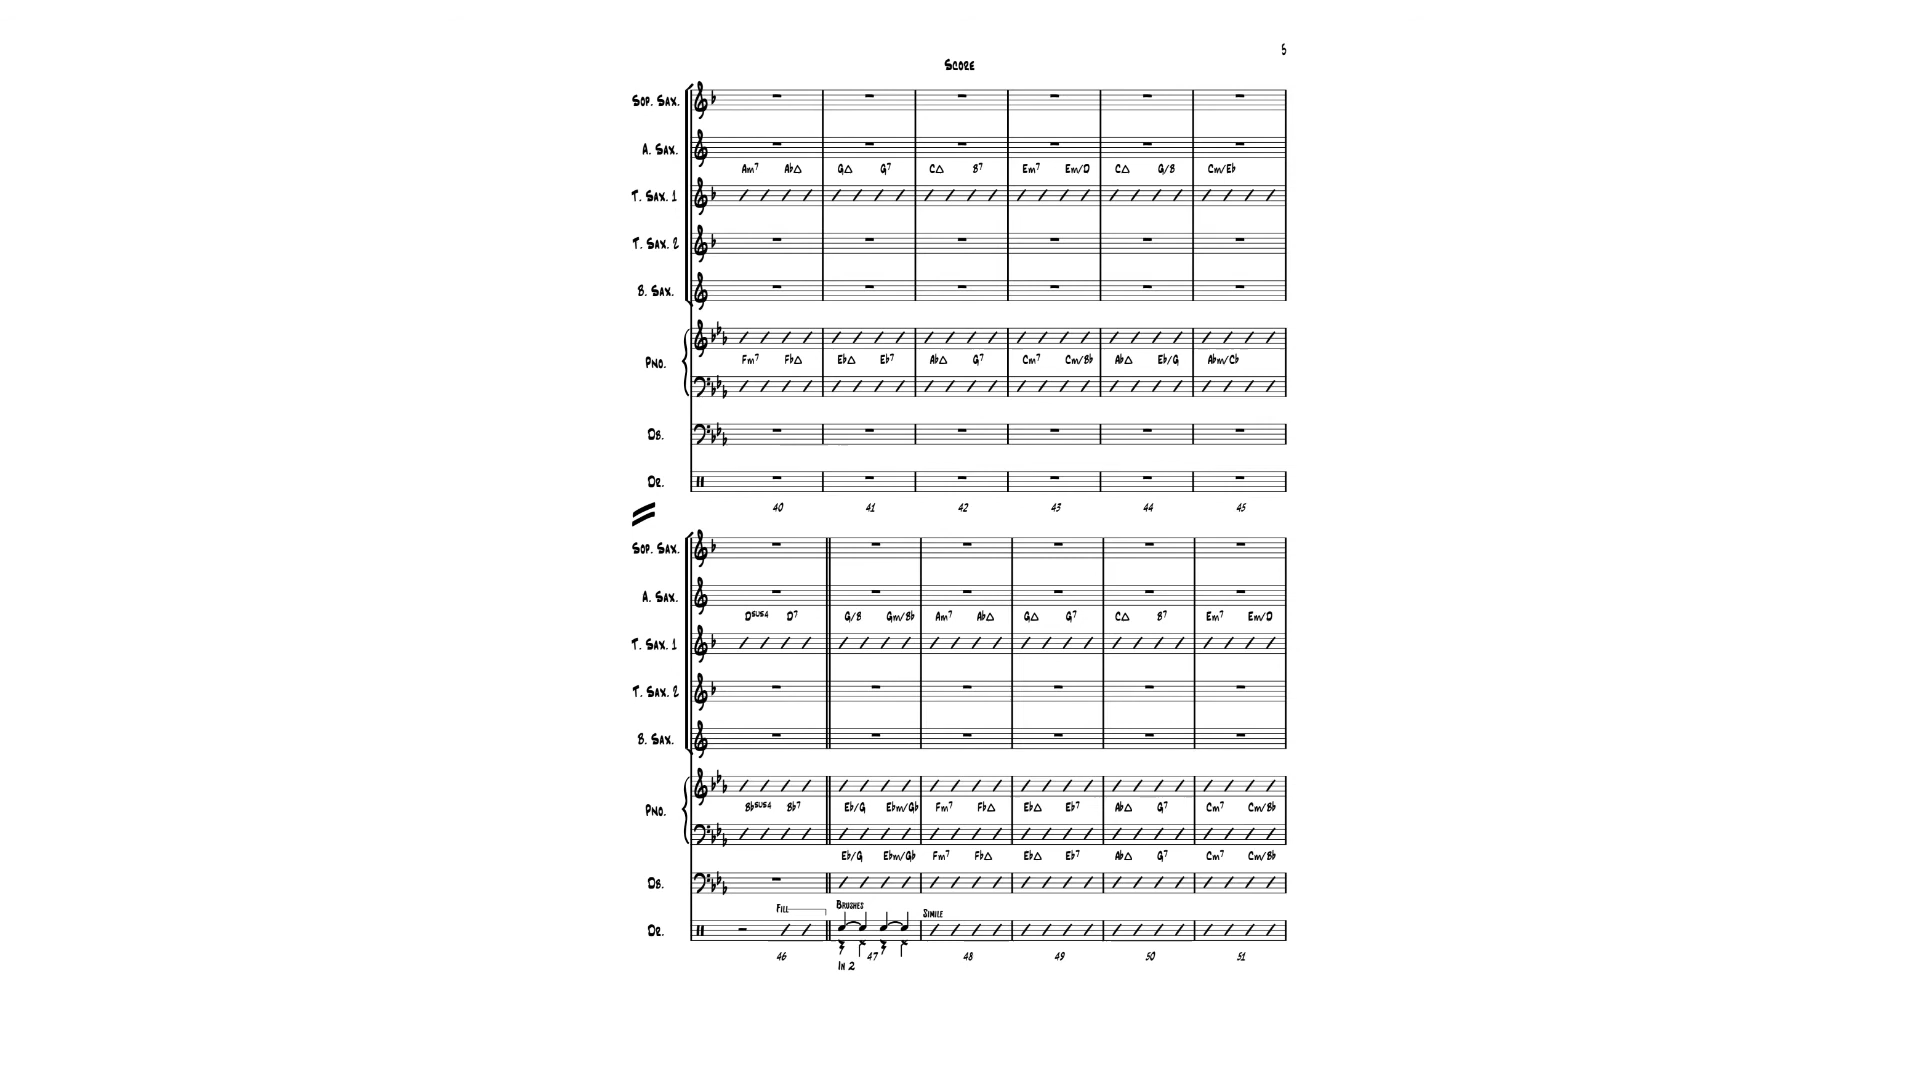 5
Score
Sop. Sax.
A. Sax.
Am7 Ab△ G△ G7 C△ B7 Em7 Em/D C△ G/B Cm/Eb
T. Sax. 1
T. Sax. 2
B. Sax.
Pno.
Fm7 Fb△ Eb△ Eb7 Ab△ G7 Cm7 Cm/Bb Ab△ Eb/G Abm/Cb
Db.
Dr.
40 41 42 43 44 45
Sop. Sax.
A. Sax.
Dsus4 D7 G/B Gm/Bb Am7 Ab△ G△ G7 C△ B7 Em7 Em/D
T. Sax. 1
T. Sax. 2
B. Sax.
Pno.
Bbsus4 Bb7 Eb/G Ebm/Gb Fm7 Fb△ Eb△ Eb7 Ab△ G7 Cm7 Cm/Bb
Eb/G Ebm/Gb Fm7 Fb△ Eb△ Eb7 Ab△ G7 Cm7 Cm/Bb
Db.
Fill Brushes Simile
Dr.
46 47 48 49 50 51
In 2